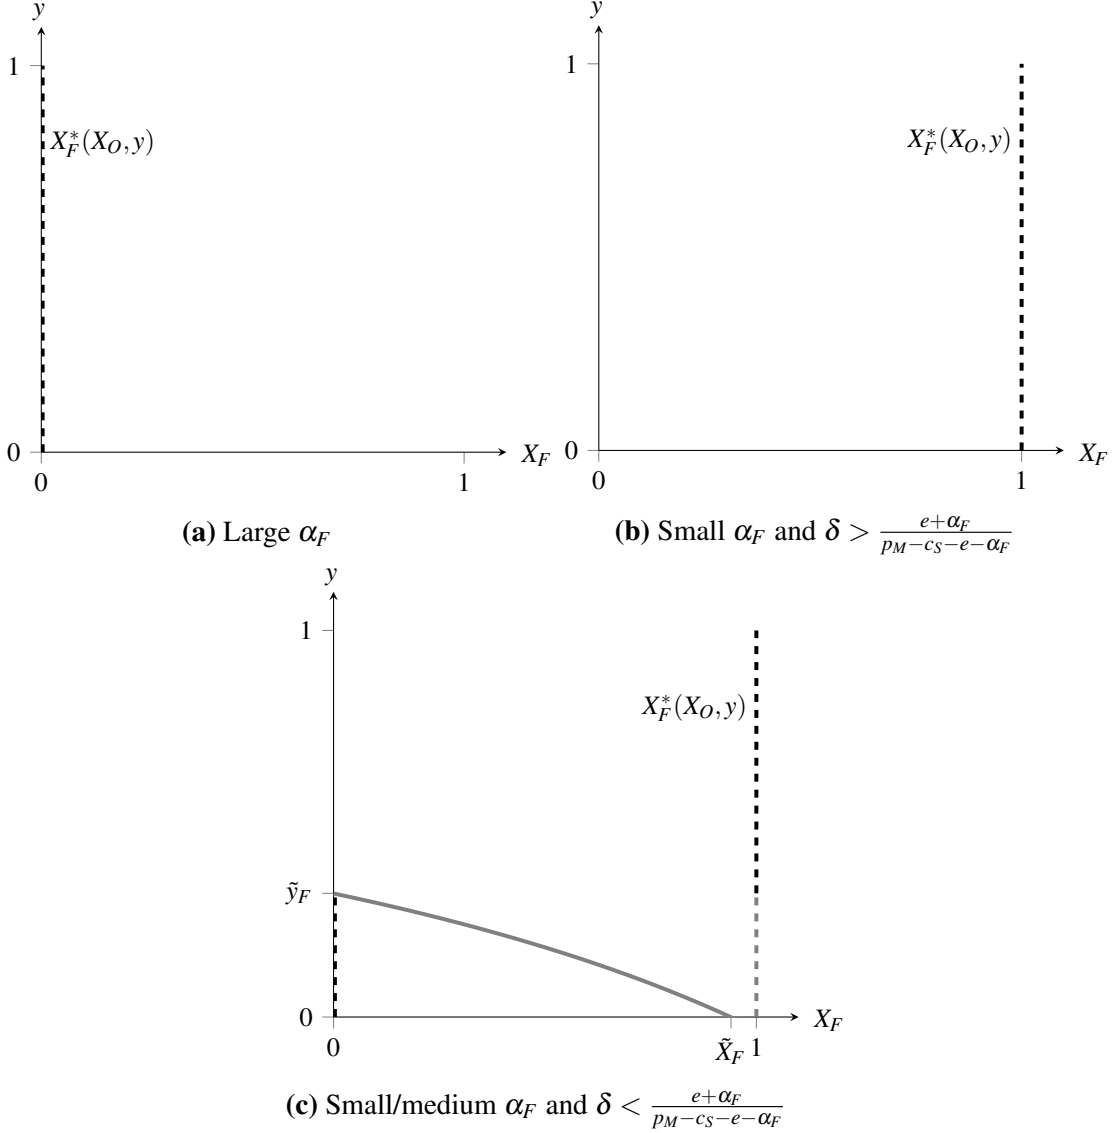 y
1
X*_F(X_O, y)
0
0
1
X_F
(a) Large α_F
y
1
X*_F(X_O, y)
0
0
1
X_F
(b) Small α_F and δ > \frac{e+α_F}{p_M−c_S−e−α_F}
y
1
X*_F(X_O, y)
ỹ_F
0
0
X̃_F
1
X_F
(c) Small/medium α_F and δ < \frac{e+α_F}{p_M−c_S−e−α_F}